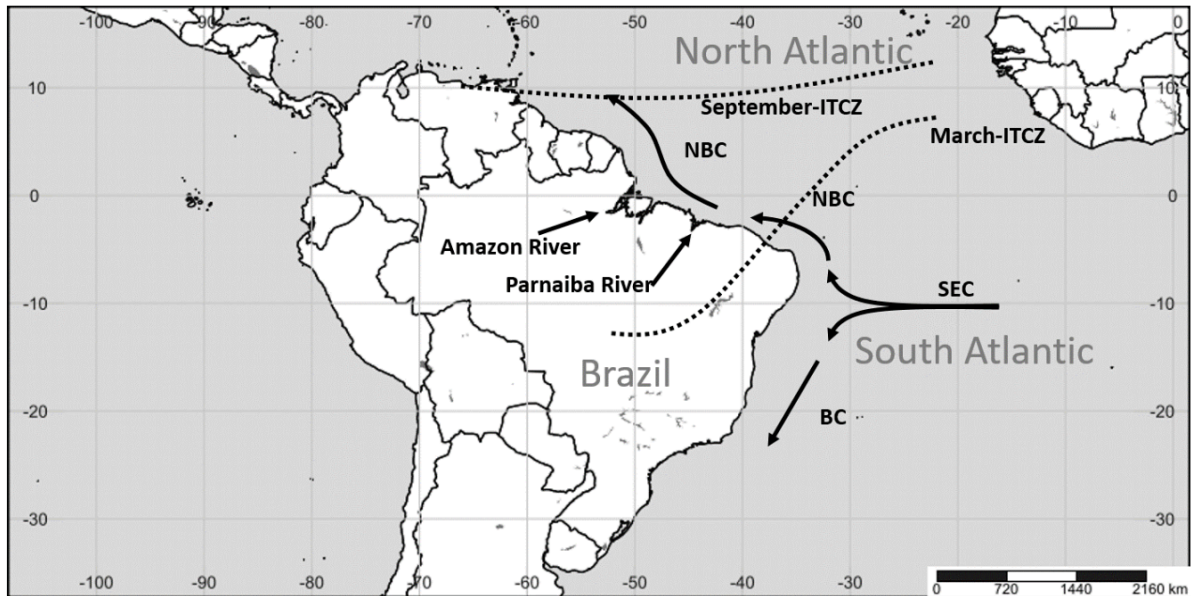 -100 -90 -80 -70 -60 -50 -40 -30 -20 -10 0
North Atlantic
10 10
September-ITCZ
March-ITCZ
NBC
0 NBC 0
Amazon River
Parnaiba River
SEC
-10 -10
South Atlantic
Brazil
-20 BC -20
-30 -30
-100 -90 -80 -70 -60 -50 -40 -30
0 720 1440 2160 km